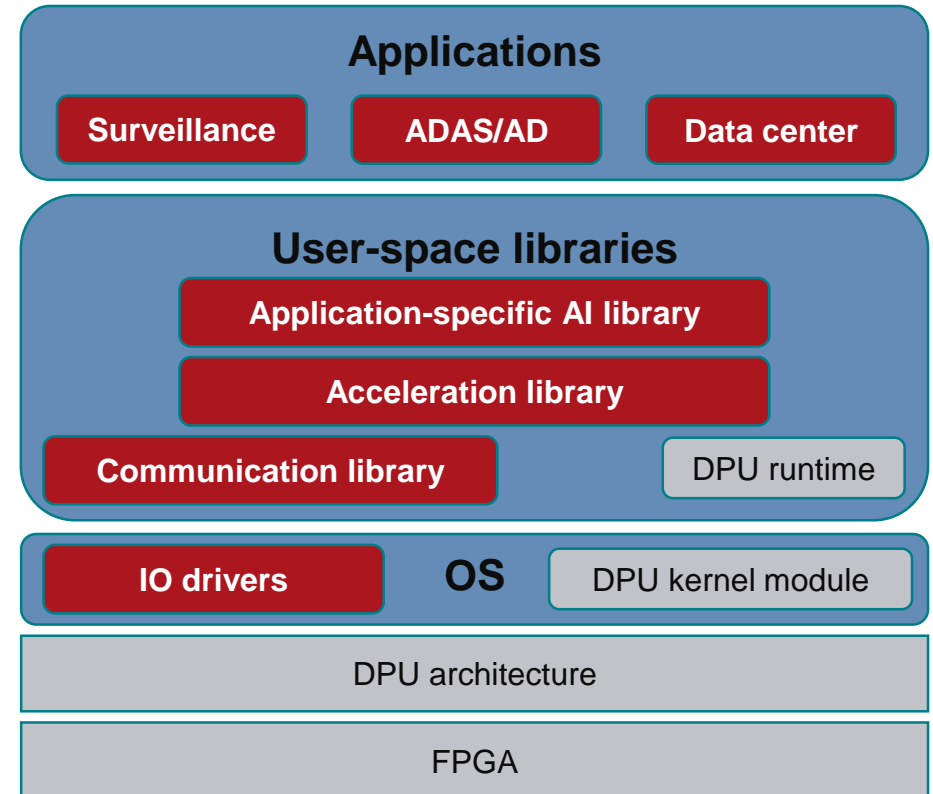 Applications
Surveillance
ADAS/AD
Data center
User-space libraries
Application-specific AI library
Acceleration library
Communication library
DPU runtime
IO drivers
OS
DPU kernel module
DPU architecture
FPGA